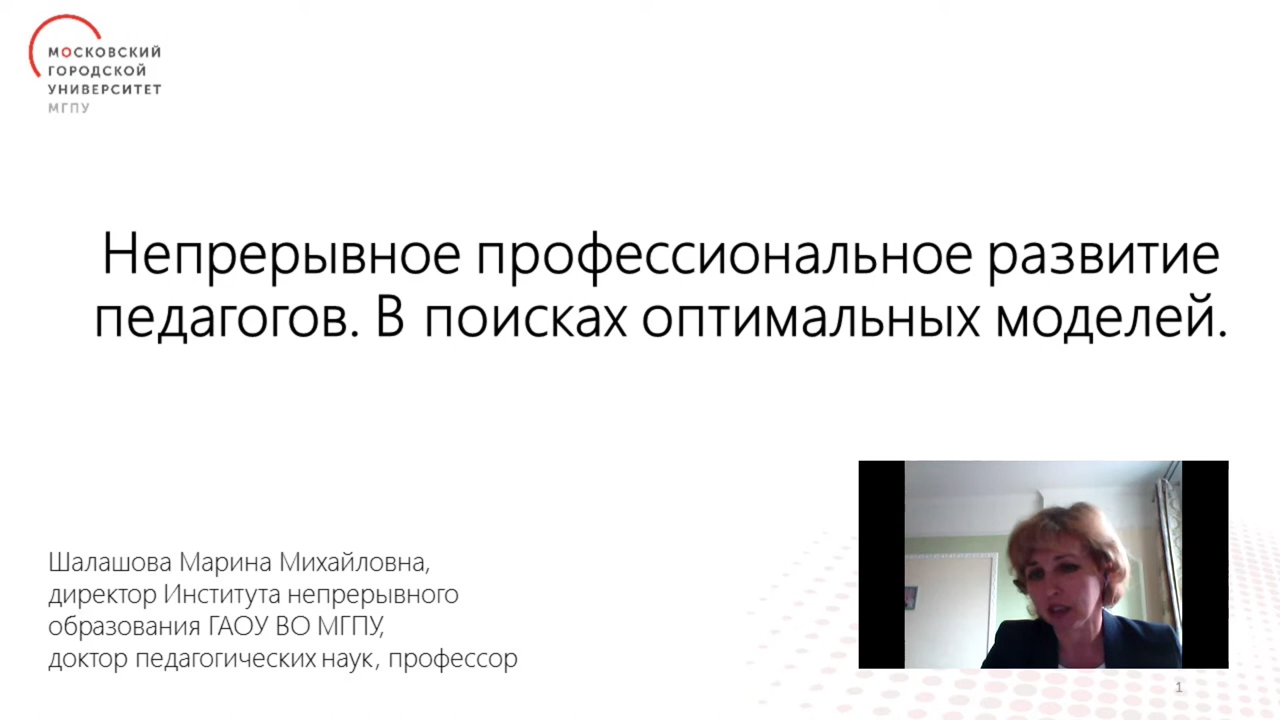 МОСКОВСКИЙ
ГОРОДСКОЙ
УНИВЕРСИТЕТ
МГПУ
Непрерывное профессиональное развитие
педагогов. В поисках оптимальных моделей.
Шалашова Марина Михайловна,
директор Института непрерывного
образования ГАОУ ВО МГПУ,
доктор педагогических наук, профессор
1